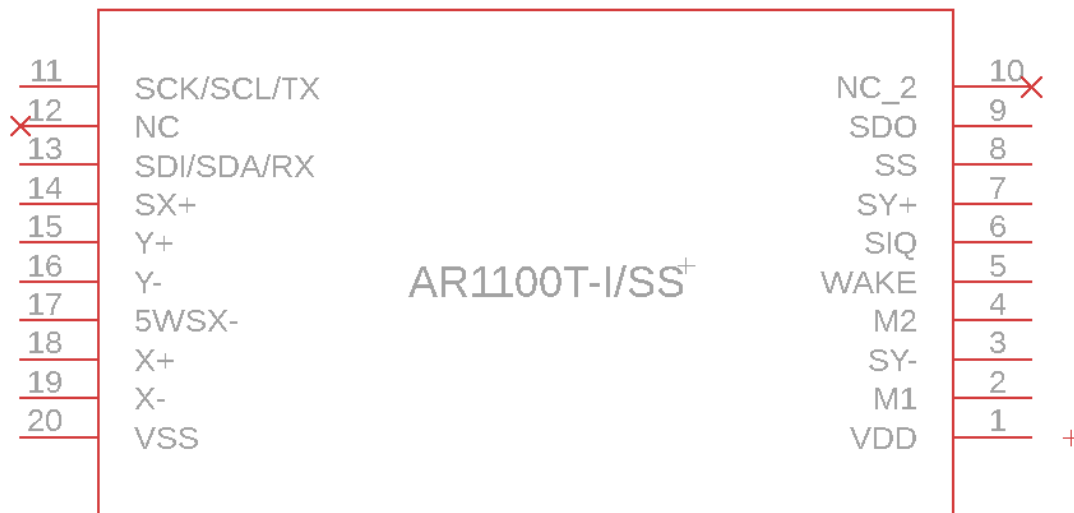 11 SCK/SCL/TX NC_2 10
12 NC SDO 9
13 SDI/SDA/RX SS 8
14 SX+ SY+ 7
15 Y+ SIQ 6
16 Y- AR1100T-I/SS WAKE 5
17 5WSX- M2 4
18 X+ SY- 3
19 X- M1 2
20 VSS VDD 1